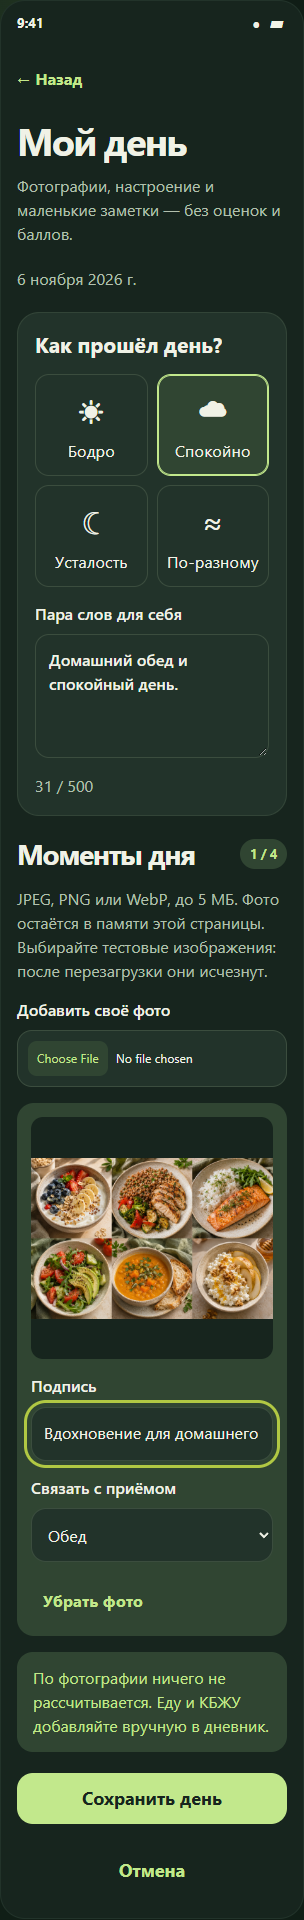 9:41
← Назад
Мой день
Фотографии, настроение и
маленькие заметки — без оценок и
баллов.
6 ноября 2026 г.
Как прошёл день?
Бодро
Спокойно
Усталость
По-разному
Пара слов для себя
Домашний обед и
спокойный день.
31 / 500
Моменты дня
1 / 4
JPEG, PNG или WebP, до 5 МБ. Фото
остаётся в памяти этой страницы.
Выбирайте тестовые изображения:
после перезагрузки они исчезнут.
Добавить своё фото
Choose File No file chosen
Подпись
Вдохновение для домашнего
Связать с приёмом
Обед
Убрать фото
По фотографии ничего не
рассчитывается. Еду и КБЖУ
добавляйте вручную в дневник.
Сохранить день
Отмена